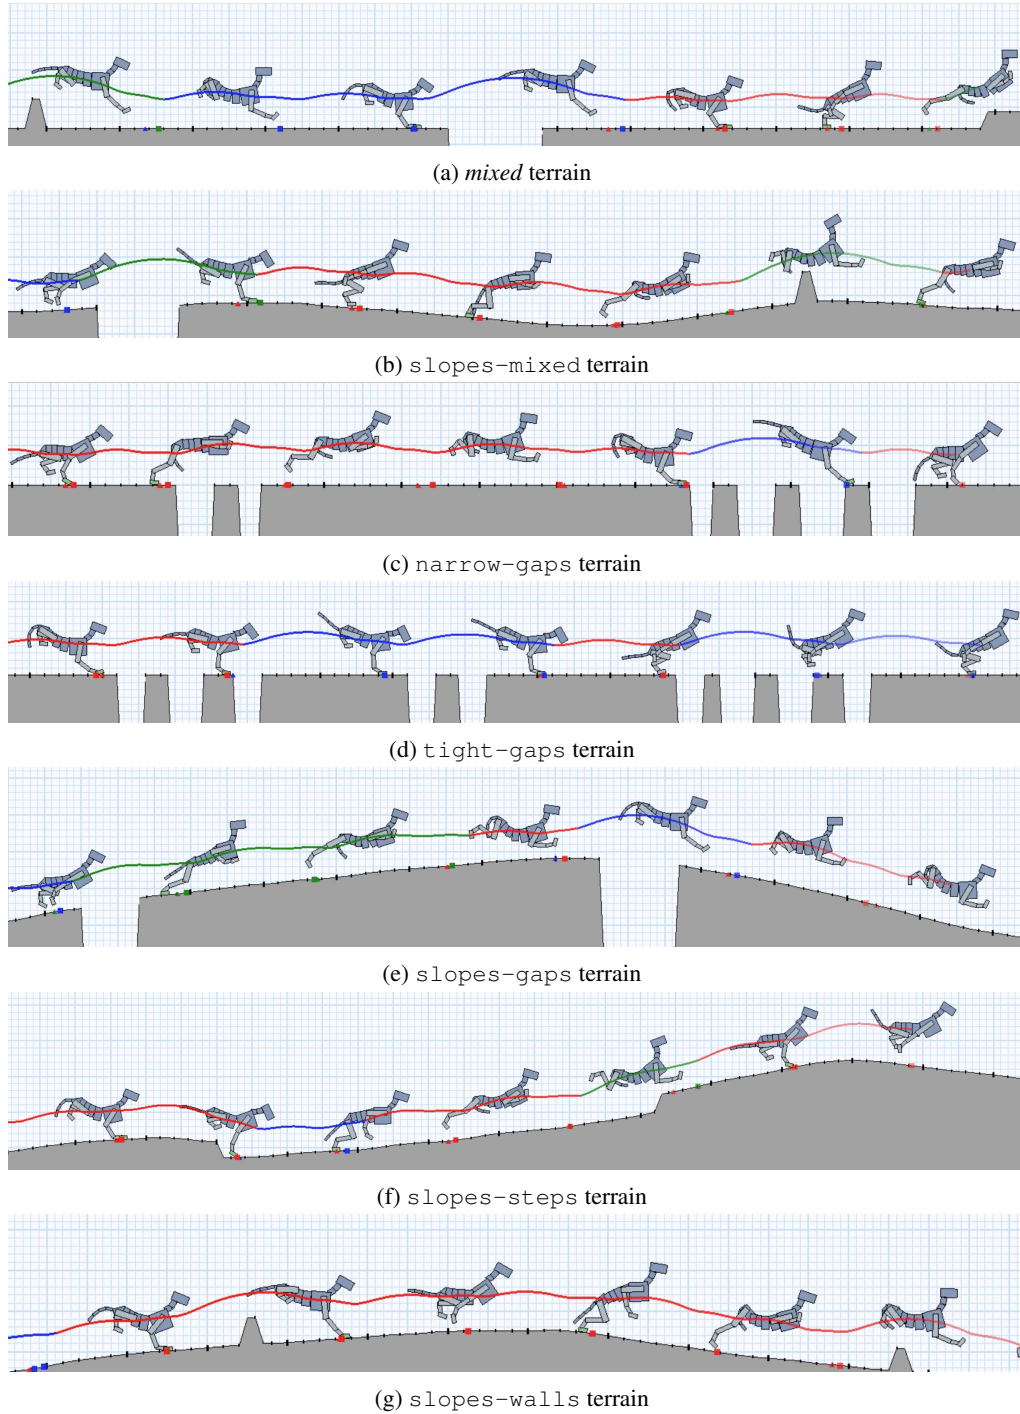 (a) mixed terrain
(b) slopes-mixed terrain
(c) narrow-gaps terrain
(d) tight-gaps terrain
(e) slopes-gaps terrain
(f) slopes-steps terrain
(g) slopes-walls terrain